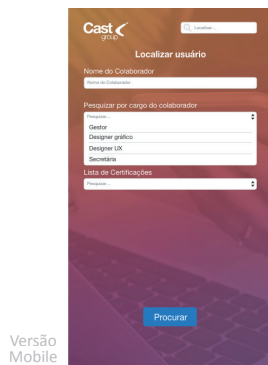 Cast
group
Localizar...
Localizar usuário
Nome do Colaborador
Nome do Colaborador
Pesquisar por cargo do colaborador
Pesquisar...
Gestor
Designer gráfico
Designer UX
Secretária
Lista de Certificações
Pesquisar...
Procurar
Versão
Mobile